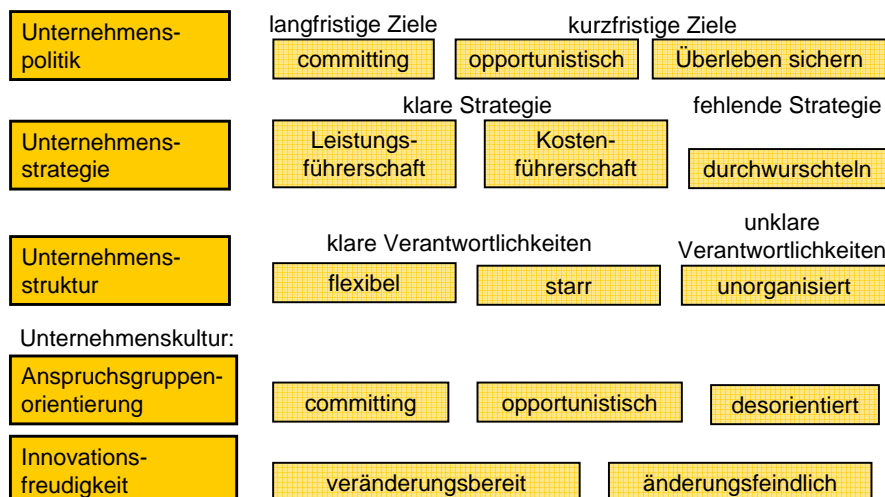 Unternehmens-
politik
langfristige Ziele
kurzfristige Ziele
committing
opportunistisch
Überleben sichern
klare Strategie
fehlende Strategie
Unternehmens-
strategie
Leistungs-
führerschaft
Kosten-
führerschaft
durchwurschteln
Unternehmens-
struktur
klare Verantwortlichkeiten
unklare
Verantwortlichkeiten
flexibel
starr
unorganisiert
Unternehmenskultur:
Anspruchsgruppen-
orientierung
committing
opportunistisch
desorientiert
Innovations-
freudigkeit
veränderungsbereit
änderungsfeindlich